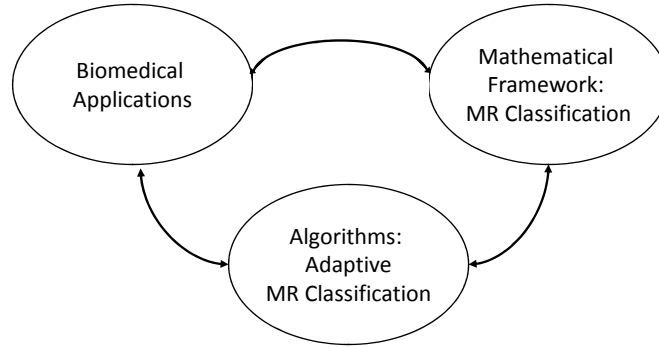 Biomedical
Applications
Mathematical
Framework:
MR Classification
Algorithms:
Adaptive
MR Classification